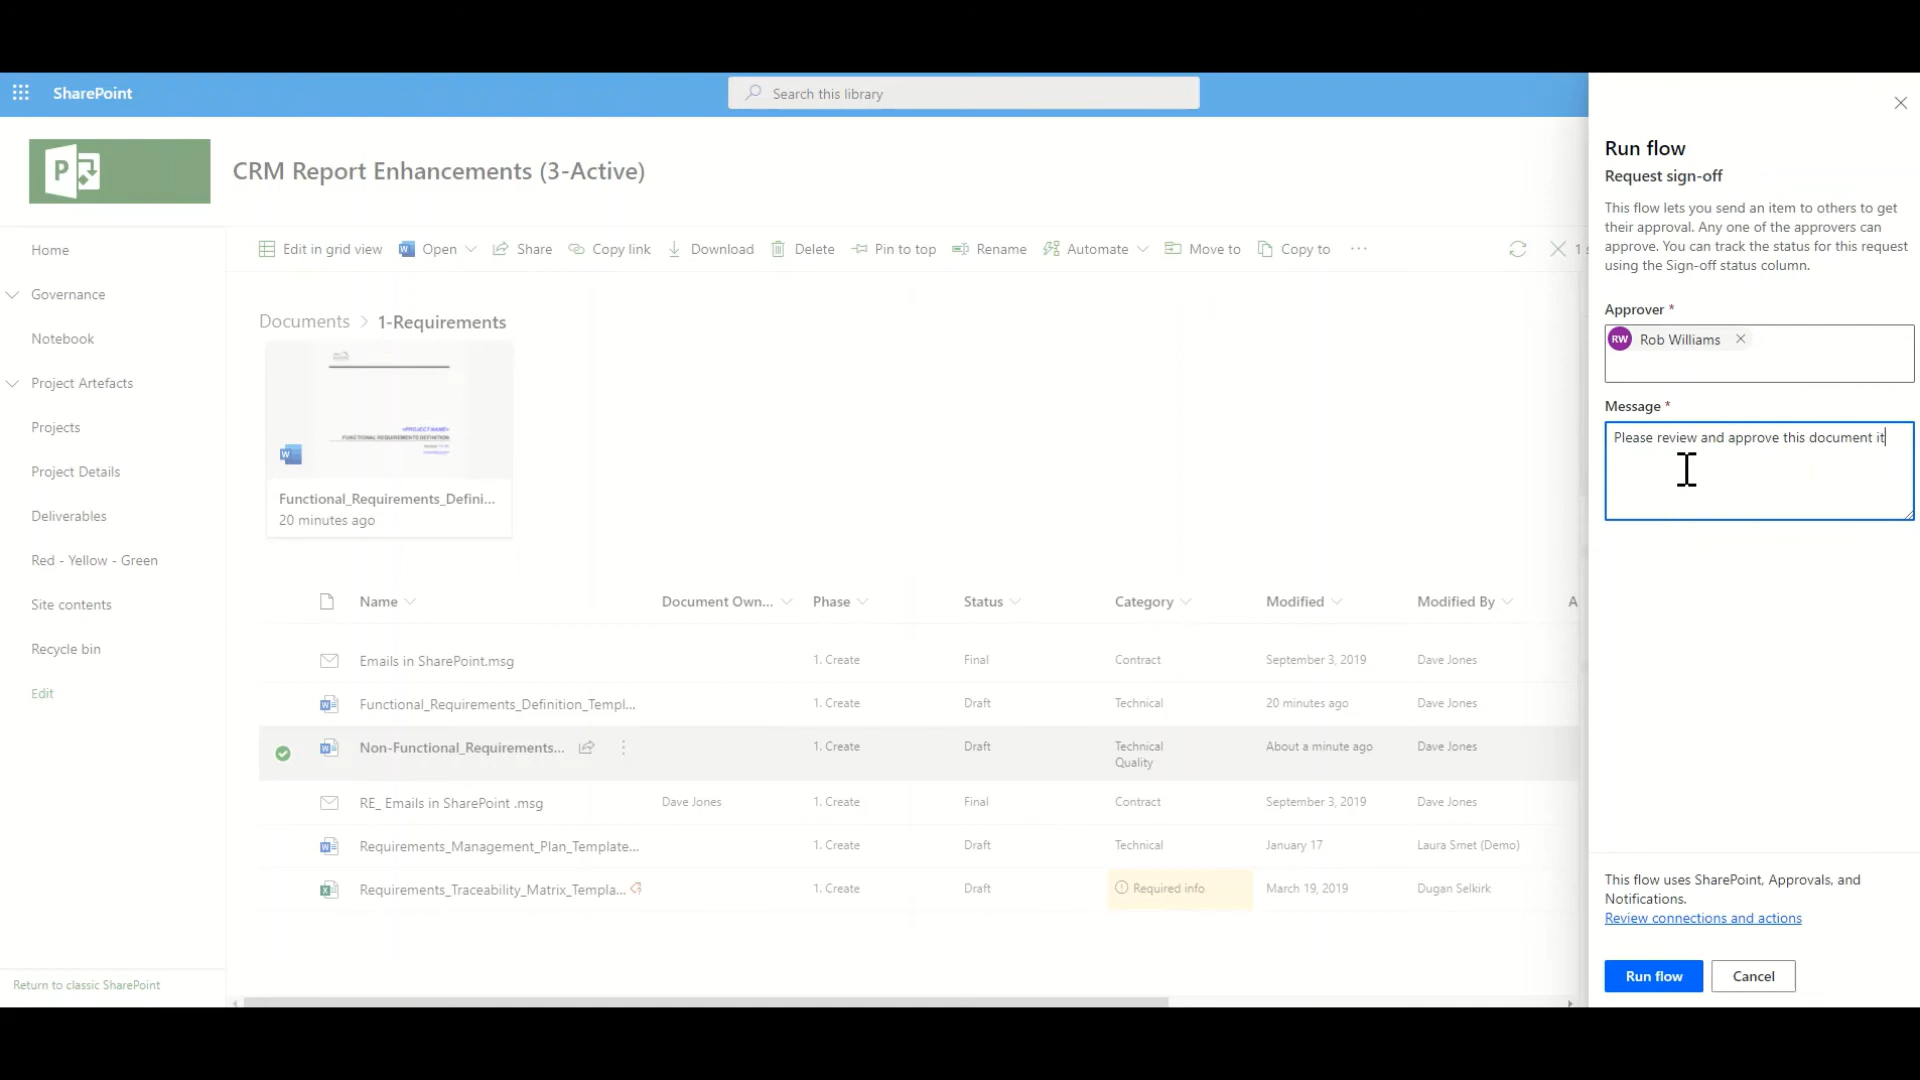 SharePoint
Search this library
CRM Report Enhancements (3-Active)
Edit in grid view
Open
Share
Copy link
Download
Delete
Pin to top
Rename
Automate
Move to
Copy to
1
Home
Governance
Notebook
Project Artefacts
Projects
Project Details
Deliverables
Red - Yellow - Green
Site contents
Recycle bin
Edit
Return to classic SharePoint
Documents > 1-Requirements
<PROJECT NAME>
FUNCTIONAL REQUIREMENTS DEFINITION
Functional_Requirements_Defini...
20 minutes ago
Name Document Own... Phase Status Category Modified Modified By A
Emails in SharePoint.msg 1. Create Final Contract September 3, 2019 Dave Jones
Functional_Requirements_Definition_Templ... 1. Create Draft Technical 20 minutes ago Dave Jones
Non-Functional_Requirements... 1. Create Draft Technical About a minute ago Dave Jones
Quality
RE_ Emails in SharePoint .msg Dave Jones 1. Create Final Contract September 3, 2019 Dave Jones
Requirements_Management_Plan_Template... 1. Create Draft Technical January 17 Laura Smet (Demo)
Requirements_Traceability_Matrix_Templa... 1. Create Draft Required info March 19, 2019 Dugan Selkirk
Run flow
Request sign-off
This flow lets you send an item to others to get
their approval. Any one of the approvers can
approve. You can track the status for this request
using the Sign-off status column.
Approver *
RW Rob Williams
Message *
Please review and approve this document it
This flow uses SharePoint, Approvals, and
Notifications.
Review connections and actions
Run flow
Cancel